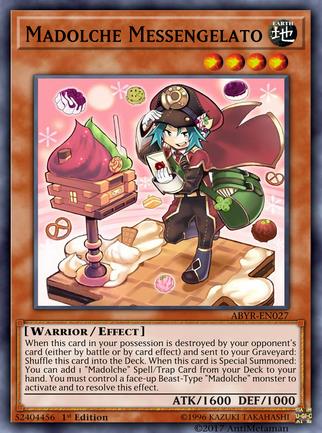 MADOLCHE MESSENGELATO
EARTH
地
ABYR-EN027
[WARRIOR / EFFECT]
When this card in your possession is destroyed by your opponent's
card (either by battle or by card effect) and sent to your Graveyard:
Shuffle this card into the Deck. When this card is Special Summoned:
You can add 1 "Madolche" Spell/Trap Card from your Deck to
your hand. You must control a face-up Beast-Type "Madolche" monster to
activate and to resolve this effect.
ATK/1600 DEF/1000
52404456 1st Edition ©1996 KAZUKI TAKAHASHI
©2017 AntiMetaman